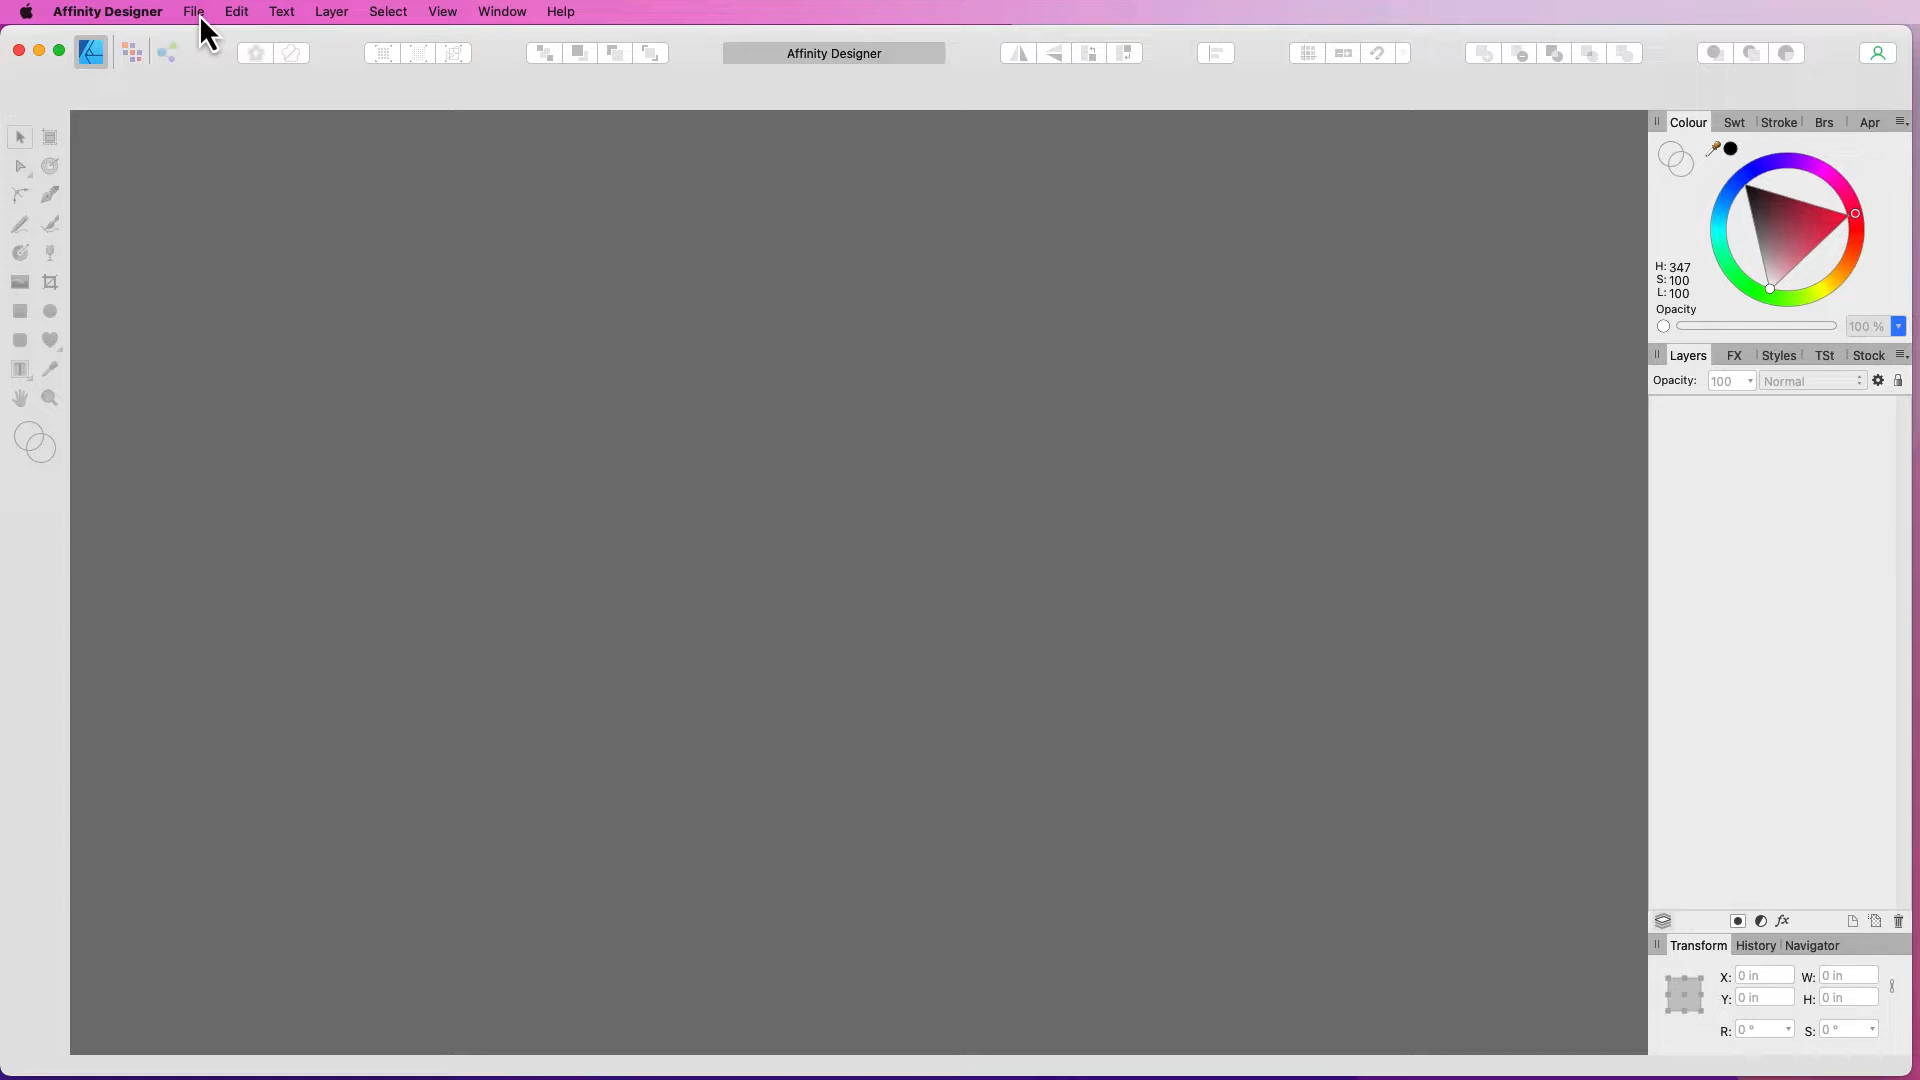 Affinity Designer File Edit Text Layer Select View Window Help
Affinity Designer
Colour Swt Stroke Brs Apr
H: 347
S: 100
L: 100
Opacity
100 %
Layers FX Styles TSt Stock
Opacity: 100 Normal
fx
Transform History Navigator
X: 0 in W: 0 in
Y: 0 in H: 0 in
R: 0 ° S: 0 °